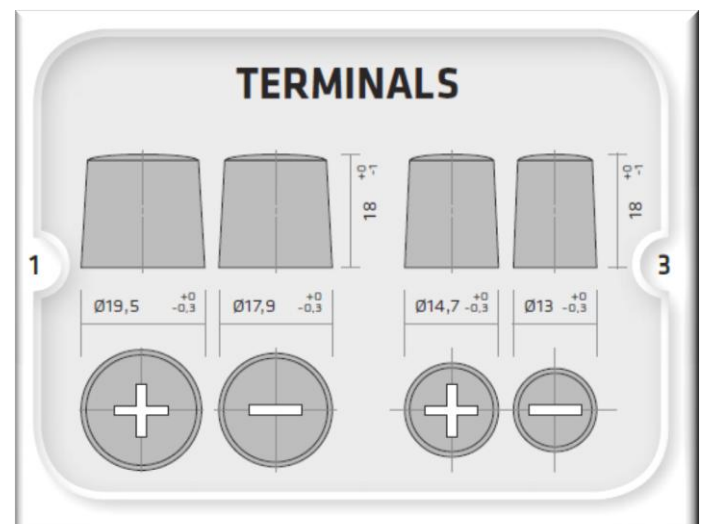 TERMINALS
18 +0 -1
18 +0 -1
1
3
Ø19,5 +0 -0,3
Ø17,9 +0 -0,3
Ø14,7 +0 -0,3
Ø13 +0 -0,3